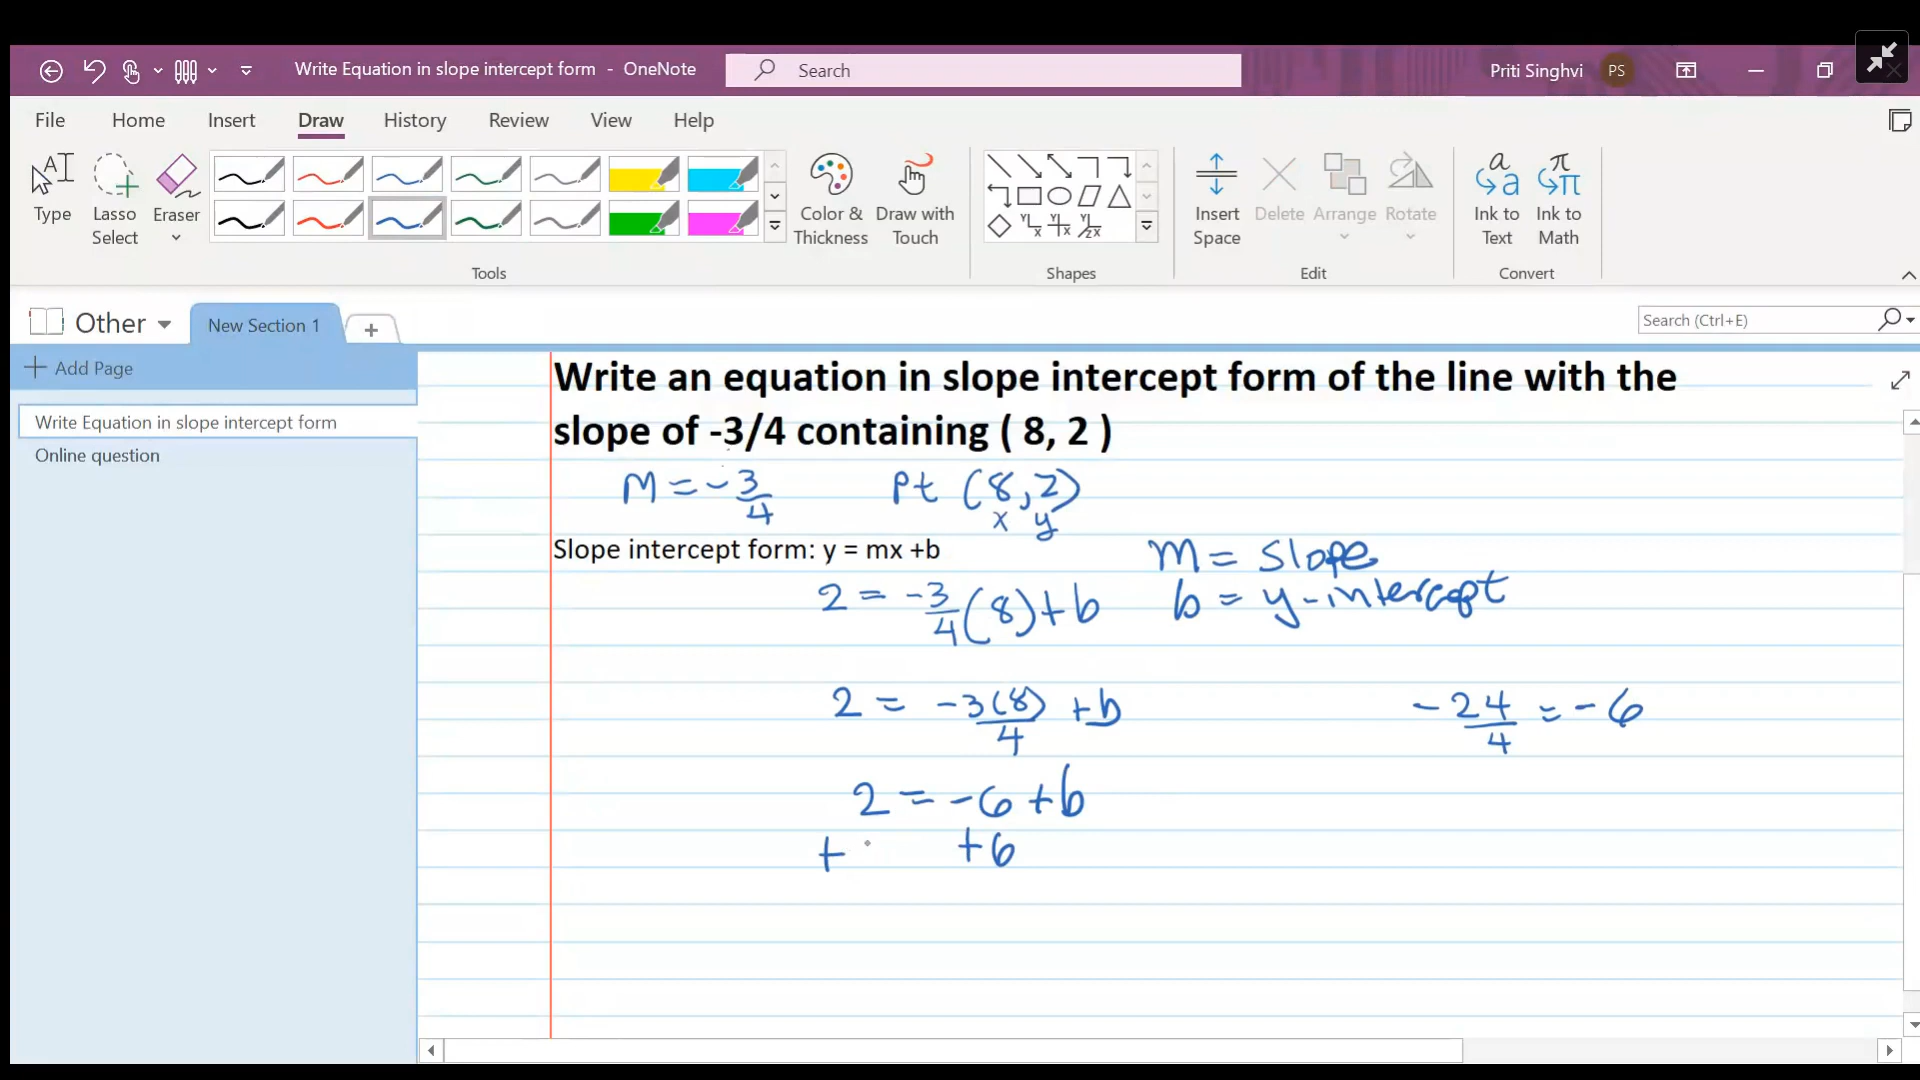 Write Equation in slope intercept form - OneNote
Search
Priti Singhvi PS
File Home Insert Draw History Review View Help
Type
Lasso Select
Eraser
Color & Thickness
Draw with Touch
Insert Space
Delete
Arrange
Rotate
Ink to Text
Ink to Math
Tools
Shapes
Edit
Convert
Other
New Section 1
Search (Ctrl+E)
Add Page
Write Equation in slope intercept form
Online question
Write an equation in slope intercept form of the line with the
slope of -3/4 containing ( 8, 2 )
M = -3/4 Pt (8, 2)
x y
Slope intercept form: y = mx +b
m = slope
2 = -3/4 (8) + b
b = y-intercept
2 = -3(8)/4 + b
-24/4 = -6
2 = -6 + b
+ +6